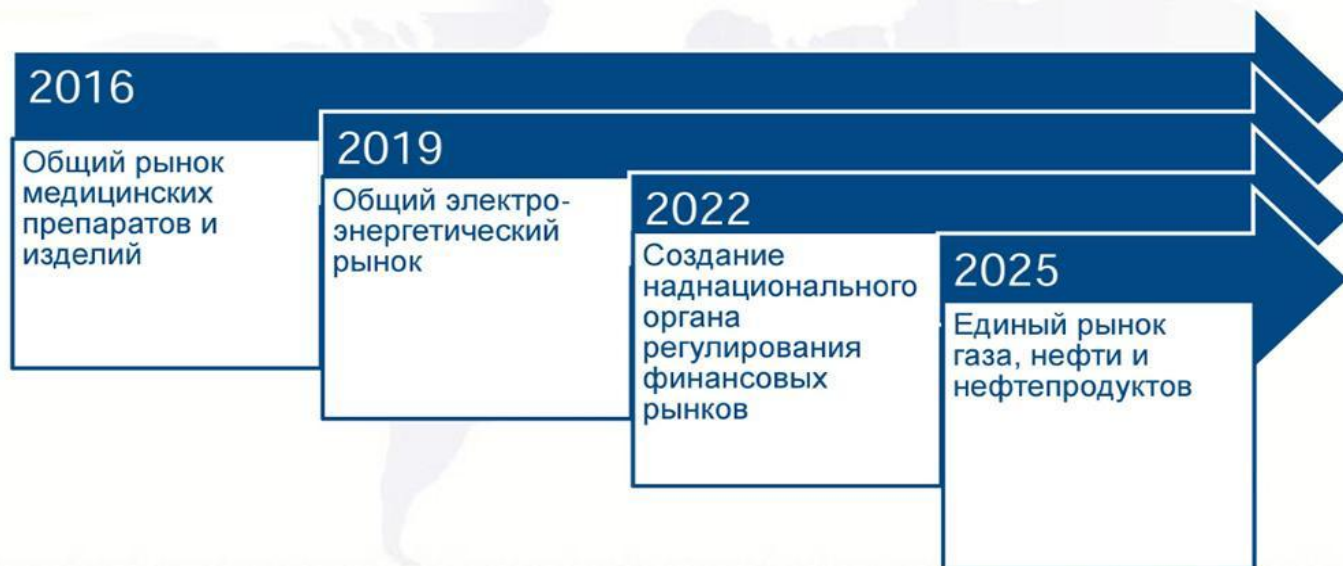 2016
Общий рынок
медицинских
препаратов и
изделий
2019
Общий электро-
энергетический
рынок
2022
Создание
наднационального
органа
регулирования
финансовых
рынков
2025
Единый рынок
газа, нефти и
нефтепродуктов